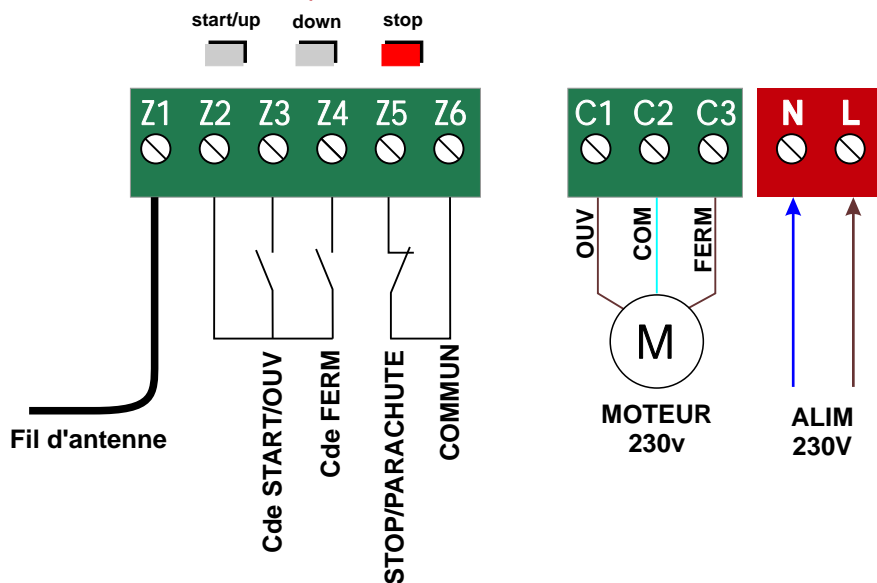 start/up down stop
Z1 Z2 Z3 Z4 Z5 Z6
C1 C2 C3
N L
OUV
COM
FERM
M
Fil d'antenne
Cde START/OUV
Cde FERM
STOP/PARACHUTE
COMMUN
MOTEUR
230v
ALIM
230V